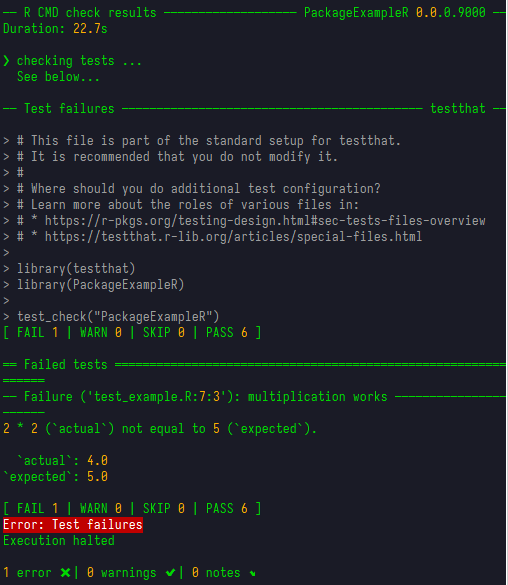 ── R CMD check results ─────────────────── PackageExampleR 0.0.0.9000 ──
Duration: 22.7s
❯ checking tests ...
  See below...
── Test failures ──────────────────────────────────────────── testthat ──
> # This file is part of the standard setup for testthat.
> # It is recommended that you do not modify it.
> #
> # Where should you do additional test configuration?
> # Learn more about the roles of various files in:
> # * https://r-pkgs.org/testing-design.html#sec-tests-files-overview
> # * https://testthat.r-lib.org/articles/special-files.html
>
> library(testthat)
> library(PackageExampleR)
>
> test_check("PackageExampleR")
[ FAIL 1 | WARN 0 | SKIP 0 | PASS 6 ]
══ Failed tests ═════════════════════════════════════════════════════════
══════
── Failure ('test_example.R:7:3'): multiplication works ────────────────
──────
2 * 2 (`actual`) not equal to 5 (`expected`).
  `actual`: 4.0
`expected`: 5.0
[ FAIL 1 | WARN 0 | SKIP 0 | PASS 6 ]
Error: Test failures
Execution halted
1 error ✖ | 0 warnings ✔ | 0 notes ✔